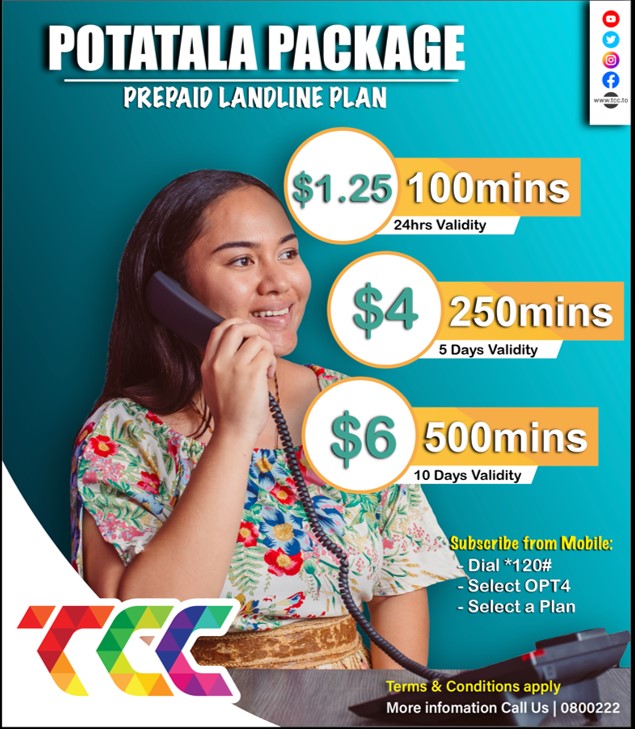 POTATALA PACKAGE
PREPAID LANDLINE PLAN
www.tcc.to
$1.25 100mins
24hrs Validity
$4 250mins
5 Days Validity
$6 500mins
10 Days Validity
Subscribe from Mobile:
- Dial *120#
- Select OPT4
- Select a Plan
TCC
Terms & Conditions apply
More infomation Call Us | 0800222